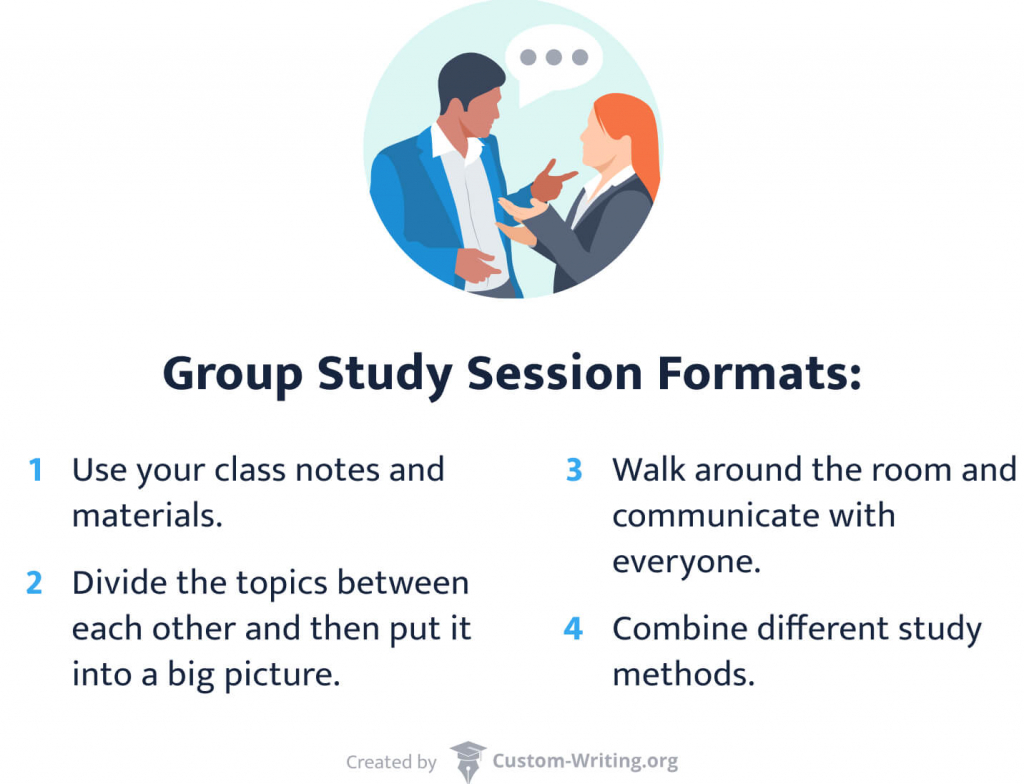 Group Study Session Formats:
1 Use your class notes and
materials.
2 Divide the topics between
each other and then put it
into a big picture.
3 Walk around the room and
communicate with
everyone.
4 Combine different study
methods.
Created by Custom-Writing.org